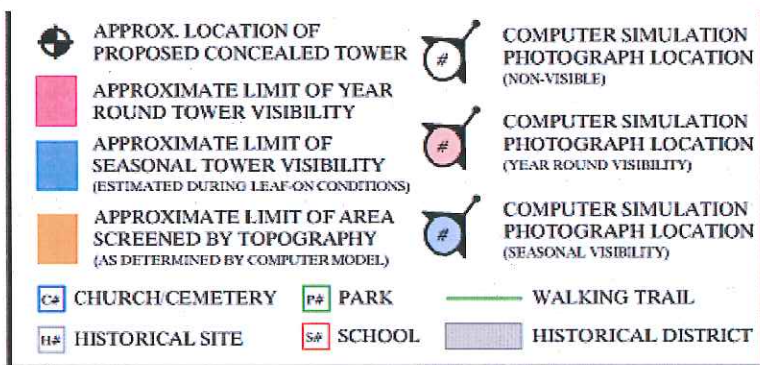 APPROX. LOCATION OF
PROPOSED CONCEALED TOWER
APPROXIMATE LIMIT OF YEAR
ROUND TOWER VISIBILITY
APPROXIMATE LIMIT OF
SEASONAL TOWER VISIBILITY
(ESTIMATED DURING LEAF-ON CONDITIONS)
APPROXIMATE LIMIT OF AREA
SCREENED BY TOPOGRAPHY
(AS DETERMINED BY COMPUTER MODEL)
#
COMPUTER SIMULATION
PHOTOGRAPH LOCATION
(NON-VISIBLE)
#
COMPUTER SIMULATION
PHOTOGRAPH LOCATION
(YEAR ROUND VISIBILITY)
#
COMPUTER SIMULATION
PHOTOGRAPH LOCATION
(SEASONAL VISIBILITY)
C# CHURCH/CEMETERY P# PARK WALKING TRAIL
H# HISTORICAL SITE S# SCHOOL HISTORICAL DISTRICT